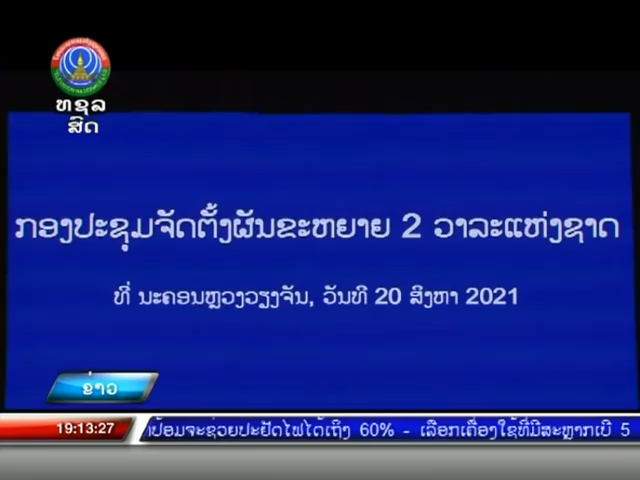 ທຊລ
ສົດ
ກອງປະຊຸມຈັດຕັ້ງຜັນຂະຫຍາຍ 2 ວາລະແຫ່ງຊາດ
ທີ່ ນະຄອນຫຼວງວຽງຈັນ, ວັນທີ 20 ສິງຫາ 2021
ຂ່າວ
19:13:27
ປ້ອມຈະຊ່ວຍປະຢັດໄຟໄດ້ເຖິງ 60% - ເລືອກເຄື່ອງໃຊ້ທີ່ມີສະຫຼາກເບີ 5